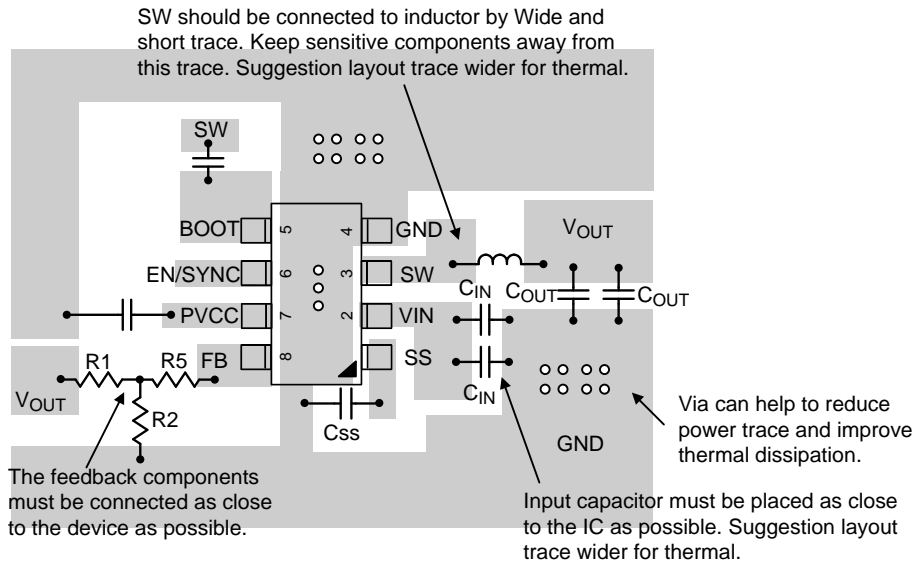 SW should be connected to inductor by Wide and
short trace. Keep sensitive components away from
this trace. Suggestion layout trace wider for thermal.
SW
BOOT
5
4
GND
VOUT
EN/SYNC
6
3
SW
CIN
COUT
COUT
PVCC
7
2
VIN
R1
R5
FB
8
SS
VOUT
R2
CSS
CIN
GND
Via can help to reduce
power trace and improve
thermal dissipation.
The feedback components
must be connected as close
to the device as possible.
Input capacitor must be placed as close
to the IC as possible. Suggestion layout
trace wider for thermal.